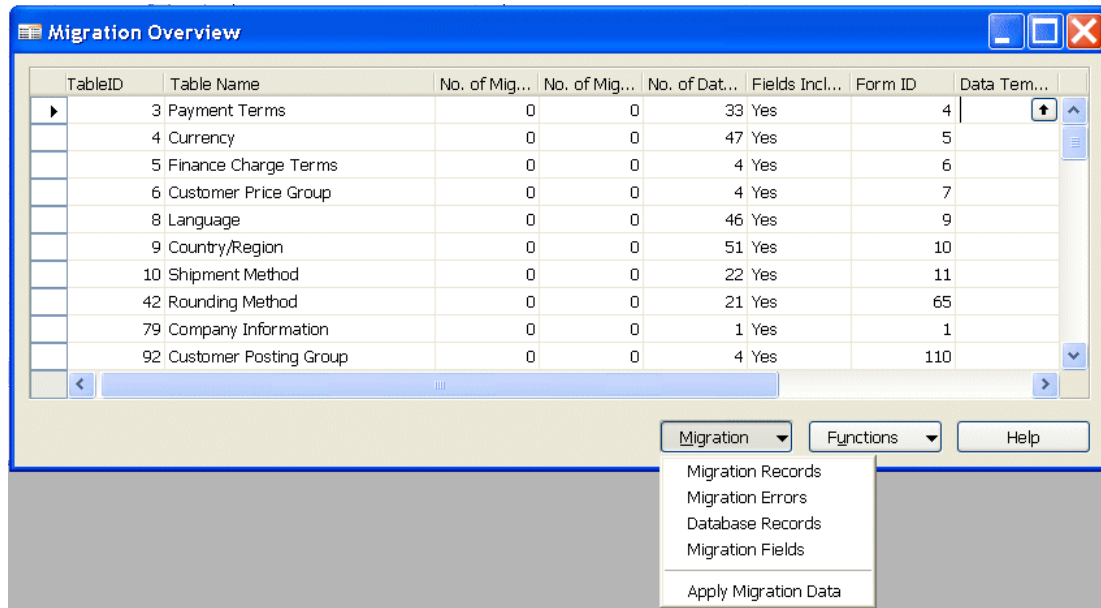 Migration Overview
TableID Table Name No. of Mig... No. of Mig... No. of Dat... Fields Incl... Form ID Data Tem...
3 Payment Terms 0 0 33 Yes 4
4 Currency 0 0 47 Yes 5
5 Finance Charge Terms 0 0 4 Yes 6
6 Customer Price Group 0 0 4 Yes 7
8 Language 0 0 46 Yes 9
9 Country/Region 0 0 51 Yes 10
10 Shipment Method 0 0 22 Yes 11
42 Rounding Method 0 0 21 Yes 65
79 Company Information 0 0 1 Yes 1
92 Customer Posting Group 0 0 4 Yes 110
Migration Functions Help
Migration Records
Migration Errors
Database Records
Migration Fields
Apply Migration Data